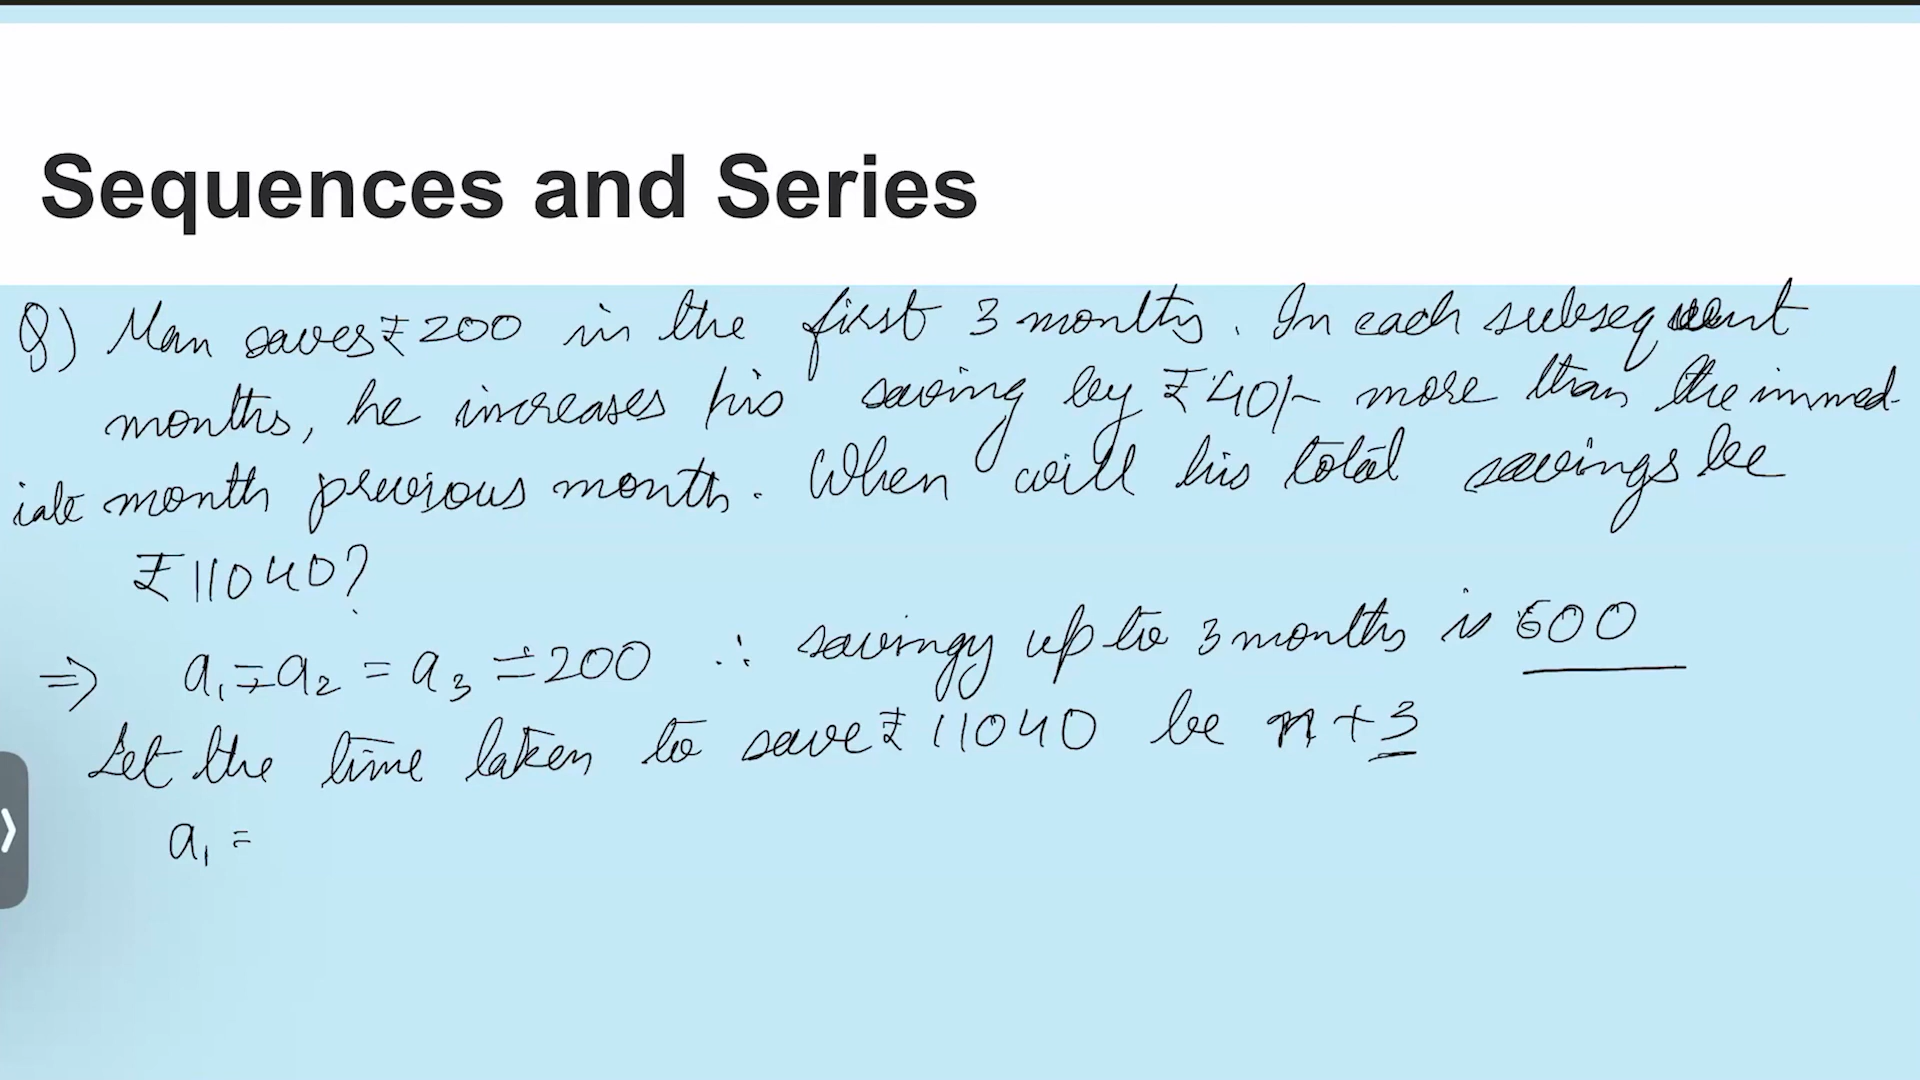 Sequences and Series
Q) Man saves ₹200 in the first 3 months. In each subsequent
months, he increases his saving by ₹40/- more than the immed-
iate month previous month. When will his total savings be
₹11040?
⇒ a₁ = a₂ = a₃ = 200 ∴ savings up to 3 months is 600
Let the time taken to save ₹11040 be n + 3
a₁ =